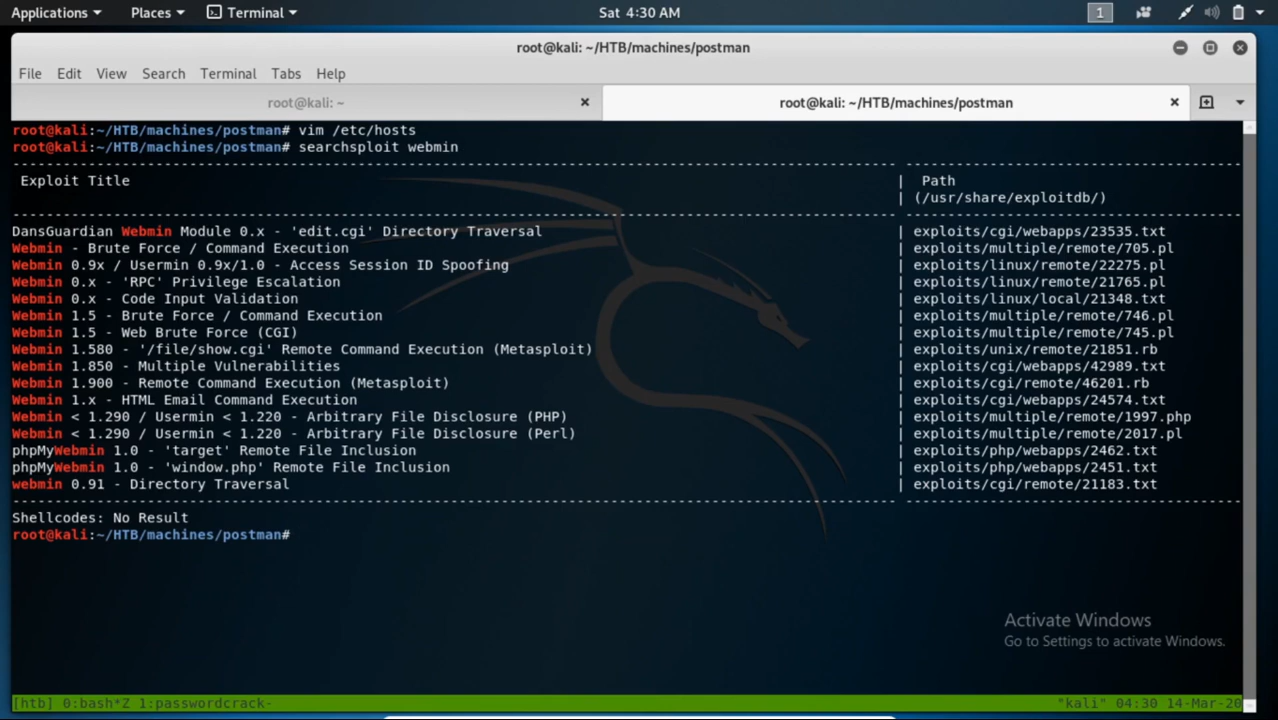 Applications Places Terminal Sat 4:30 AM 1
root@kali: ~/HTB/machines/postman
File Edit View Search Terminal Tabs Help
root@kali: ~ root@kali: ~/HTB/machines/postman
root@kali:~/HTB/machines/postman# vim /etc/hosts
root@kali:~/HTB/machines/postman# searchsploit webmin
Exploit Title | Path
| (/usr/share/exploitdb/)
DansGuardian Webmin Module 0.x - 'edit.cgi' Directory Traversal | exploits/cgi/webapps/23535.txt
Webmin - Brute Force / Command Execution | exploits/multiple/remote/705.pl
Webmin 0.9x / Usermin 0.9x/1.0 - Access Session ID Spoofing | exploits/linux/remote/22275.pl
Webmin 0.x - 'RPC' Privilege Escalation | exploits/linux/remote/21765.pl
Webmin 0.x - Code Input Validation | exploits/linux/local/21348.txt
Webmin 1.5 - Brute Force / Command Execution | exploits/multiple/remote/746.pl
Webmin 1.5 - Web Brute Force (CGI) | exploits/multiple/remote/745.pl
Webmin 1.580 - '/file/show.cgi' Remote Command Execution (Metasploit) | exploits/unix/remote/21851.rb
Webmin 1.850 - Multiple Vulnerabilities | exploits/cgi/webapps/42989.txt
Webmin 1.900 - Remote Command Execution (Metasploit) | exploits/cgi/remote/46201.rb
Webmin 1.x - HTML Email Command Execution | exploits/cgi/webapps/24574.txt
Webmin < 1.290 / Usermin < 1.220 - Arbitrary File Disclosure (PHP) | exploits/multiple/remote/1997.php
Webmin < 1.290 / Usermin < 1.220 - Arbitrary File Disclosure (Perl) | exploits/multiple/remote/2017.pl
phpMyWebmin 1.0 - 'target' Remote File Inclusion | exploits/php/webapps/2462.txt
phpMyWebmin 1.0 - 'window.php' Remote File Inclusion | exploits/php/webapps/2451.txt
webmin 0.91 - Directory Traversal | exploits/cgi/remote/21183.txt
Shellcodes: No Result
root@kali:~/HTB/machines/postman#
Activate Windows
Go to Settings to activate Windows.
[htb] 0:bash*Z 1:passwordcrack- "kali" 04:30 14-Mar-20